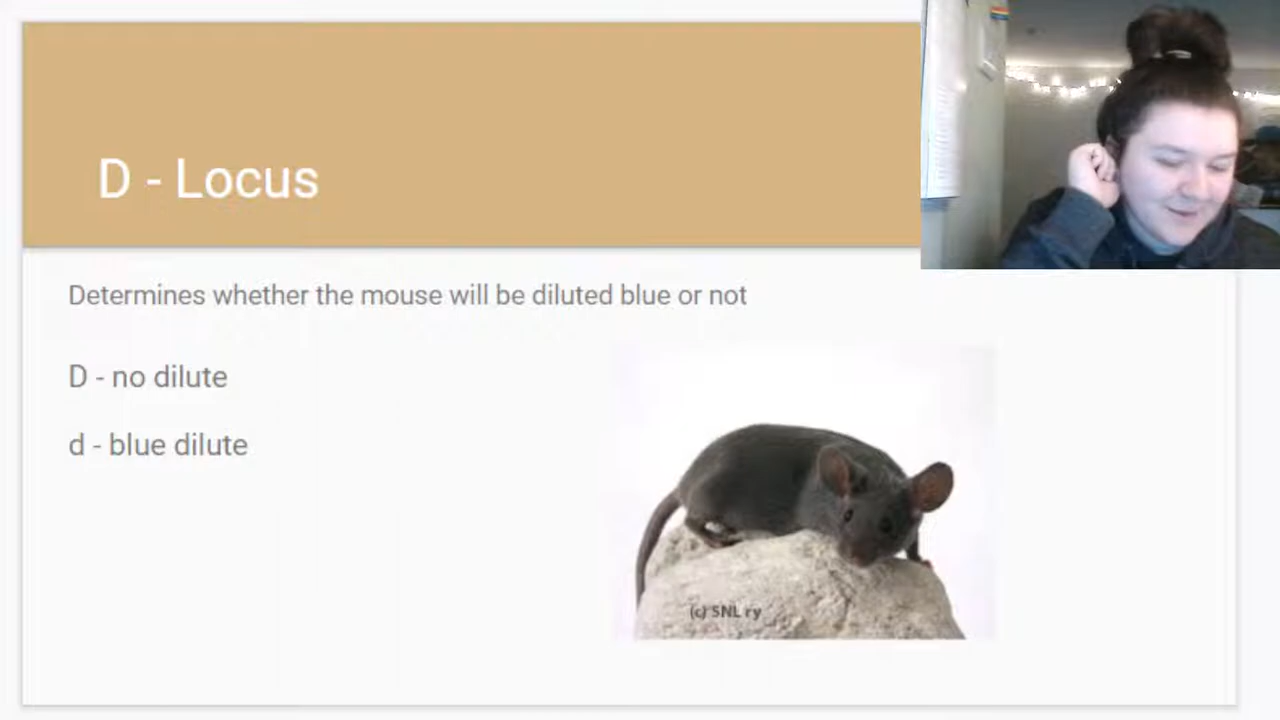 D - Locus
Determines whether the mouse will be diluted blue or not
D - no dilute
d - blue dilute
(c) SNL ry